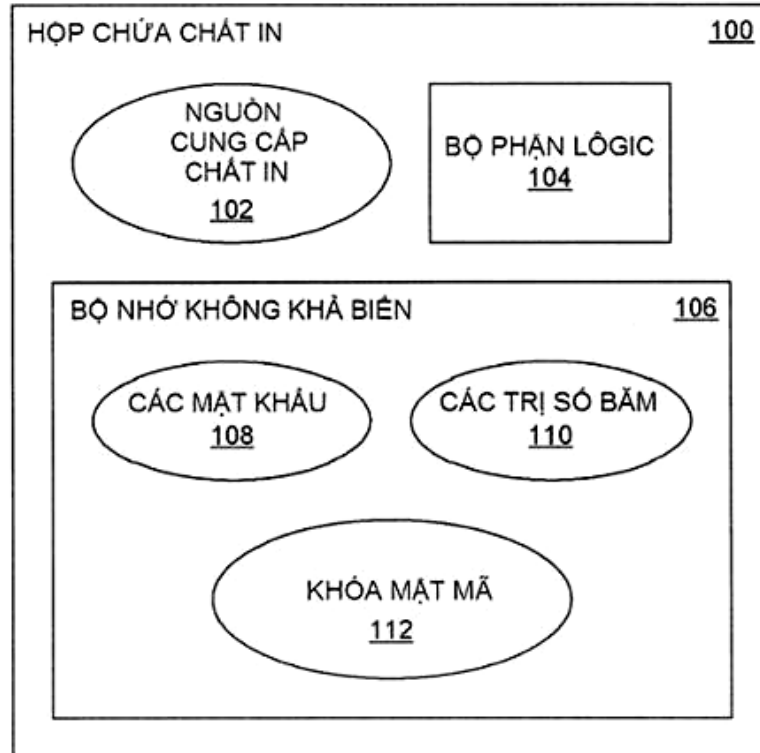 HỘP CHỨA CHẤT IN 100
NGUỒN
CUNG CẤP
CHẤT IN
102
BỘ PHẬN LÔGIC
104
BỘ NHỚ KHÔNG KHẢ BIẾN 106
CÁC MẬT KHẨU
108
CÁC TRỊ SỐ BĂM
110
KHÓA MẬT MÃ
112